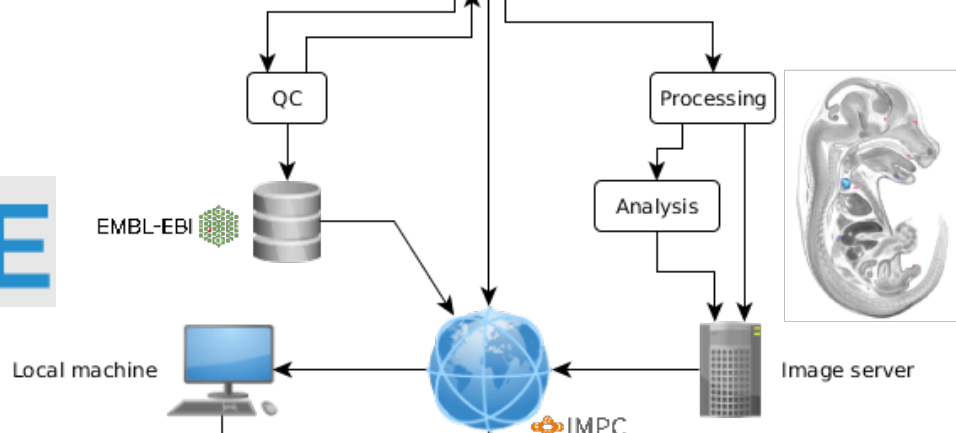 QC
Processing
Analysis
EMBL-EBI
E
Local machine
Image server
IMPC